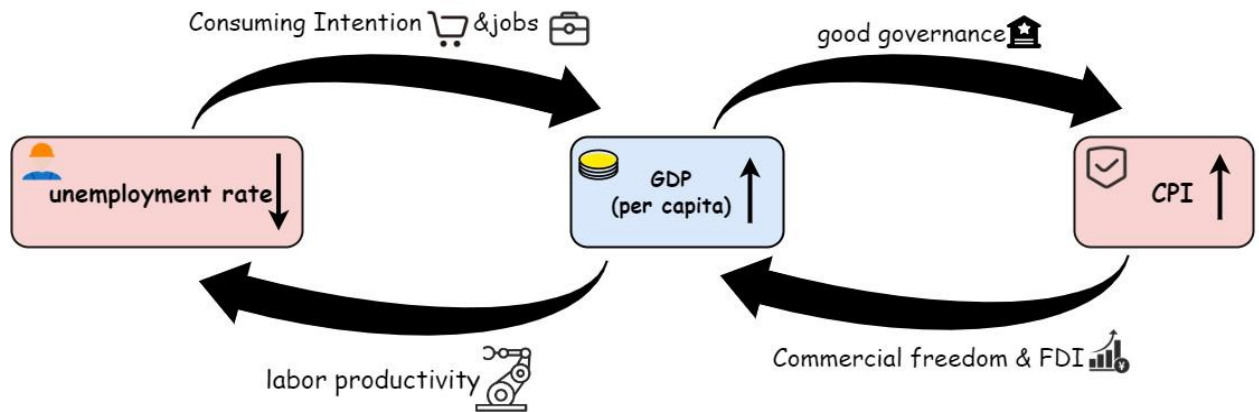 Consuming Intention &jobs
good governance
unemployment rate
GDP
(per capita)
CPI
labor productivity
Commercial freedom & FDI
¥